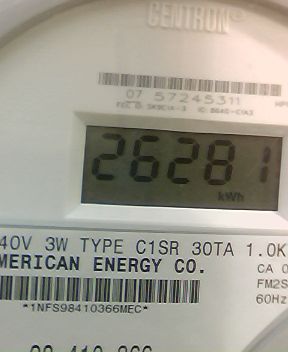 CENTRON®
07 57245311
26281
kWh
40V 3W TYPE C1SR 30TA 1.0K
MERICAN ENERGY CO.
CA 0
FM2S
60Hz
*1NFS98410366MEC*